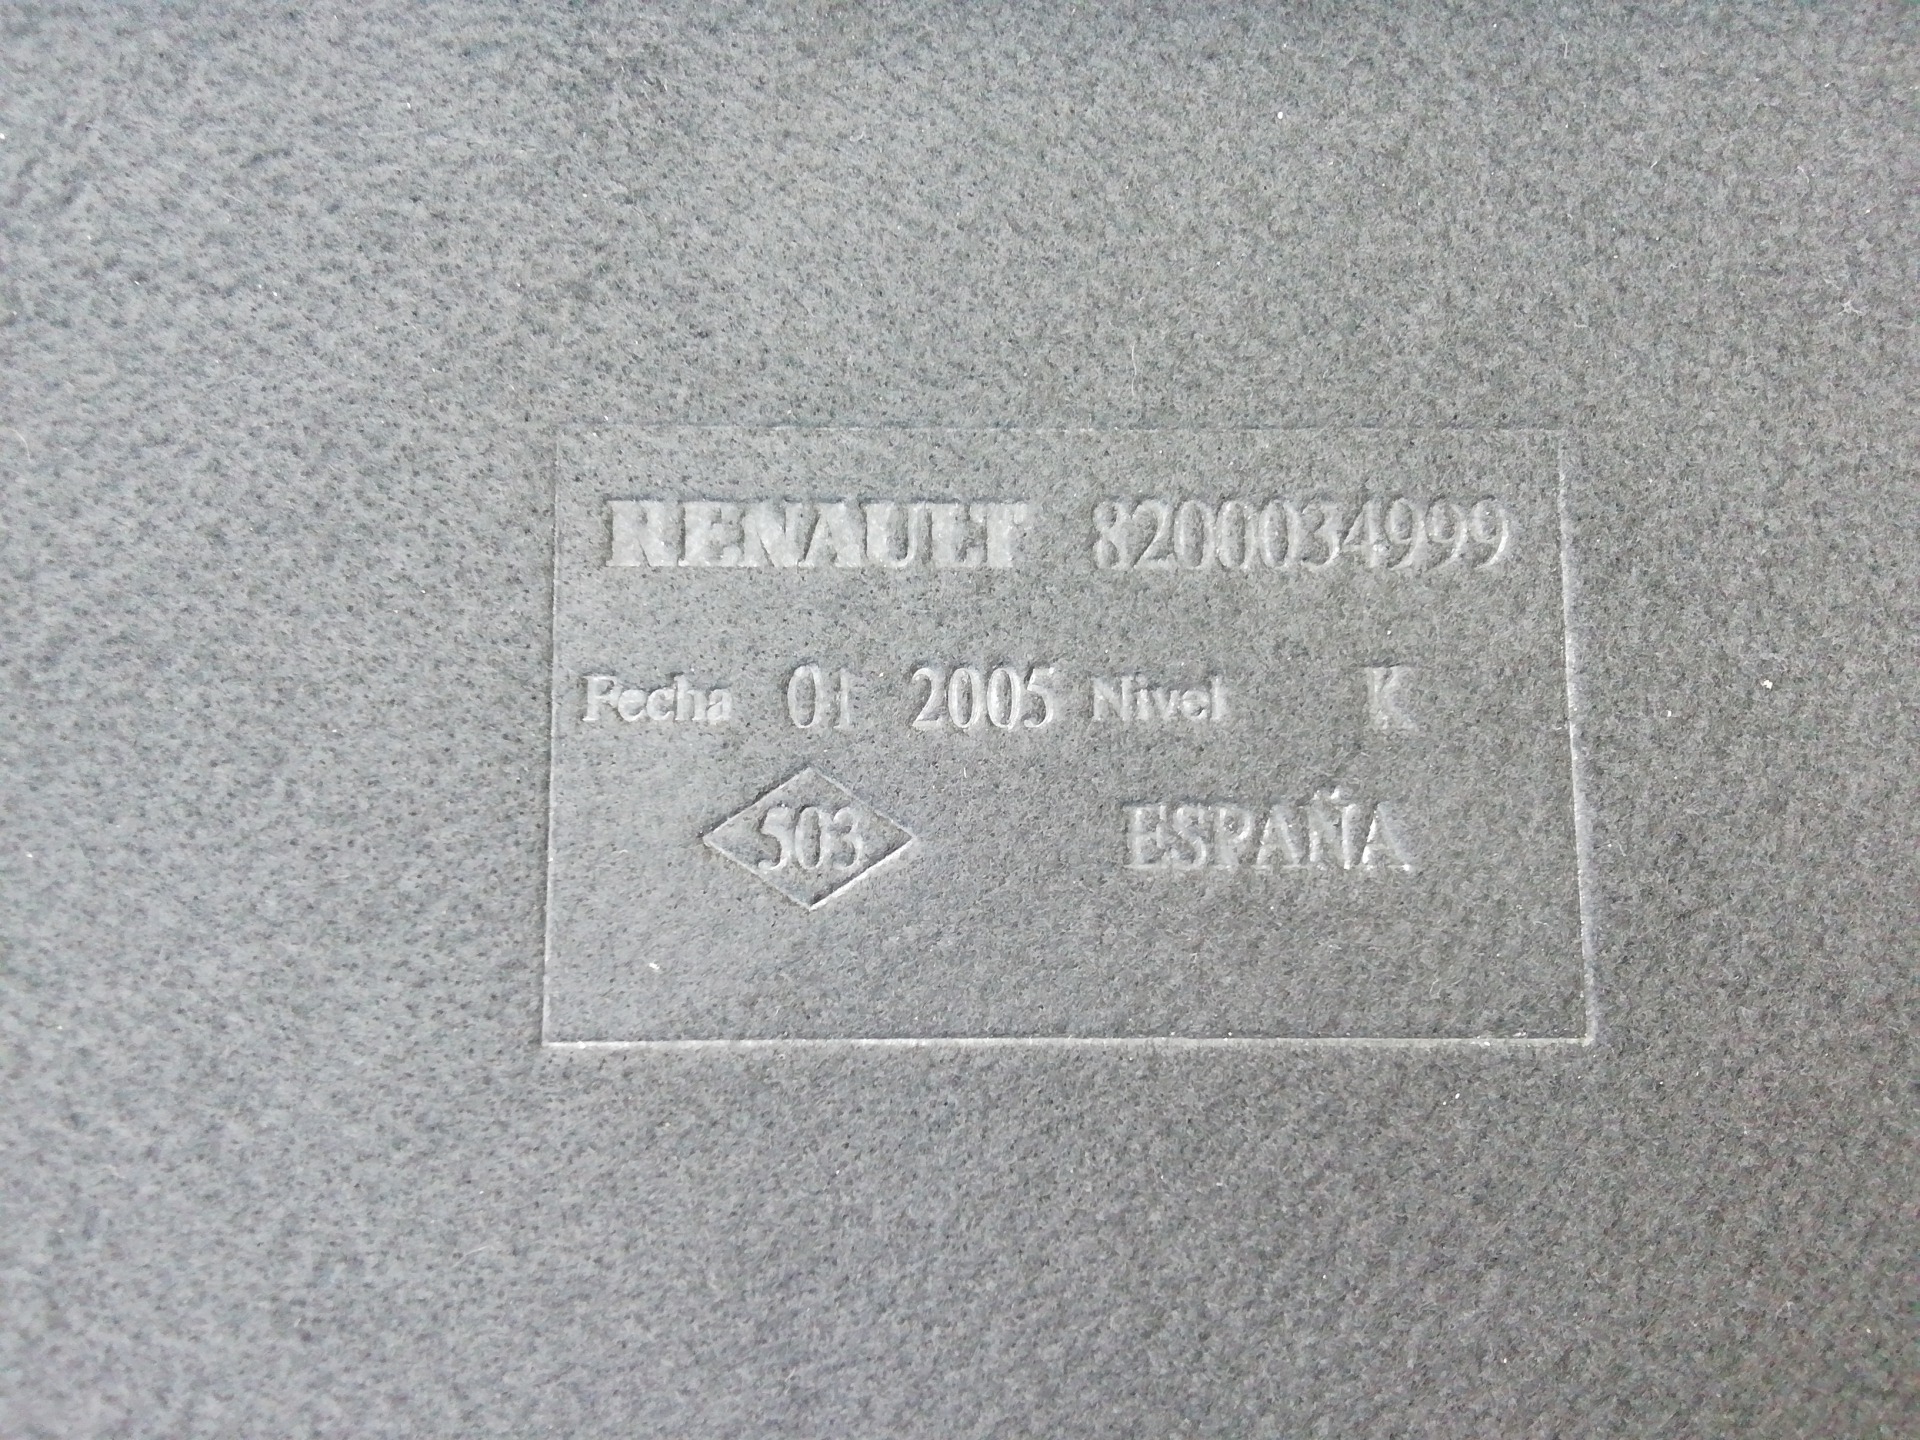 RENAULT 8200034999
Fecha 01 2005 Nivel K
503 ESPAÑA